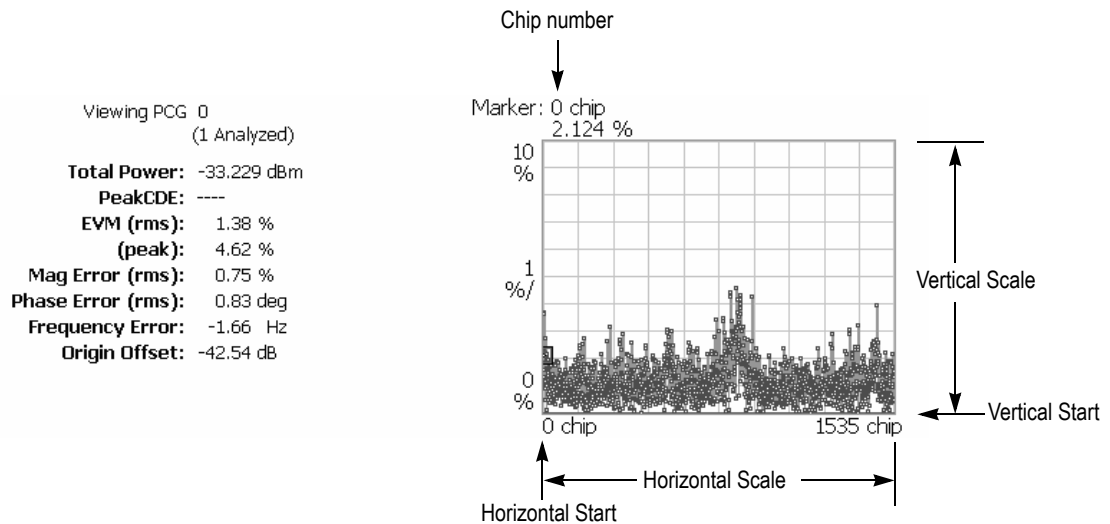 Chip number
Viewing PCG 0
(1 Analyzed)
Total Power: -33.229 dBm
PeakCDE: ----
EVM (rms): 1.38 %
(peak): 4.62 %
Mag Error (rms): 0.75 %
Phase Error (rms): 0.83 deg
Frequency Error: -1.66 Hz
Origin Offset: -42.54 dB
Marker: 0 chip
2.124 %
10
%
1
%/
0
%
0 chip
1535 chip
Vertical Scale
Vertical Start
Horizontal Scale
Horizontal Start